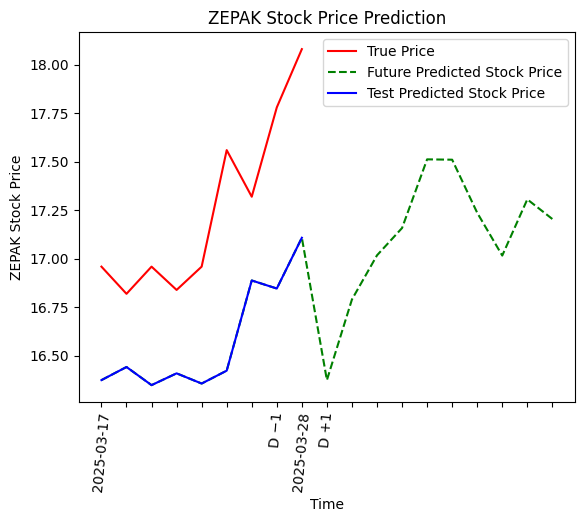 ZEPAK Stock Price Prediction
True Price
Future Predicted Stock Price
Test Predicted Stock Price
ZEPAK Stock Price
18.00
17.75
17.50
17.25
17.00
16.75
16.50
2025-03-17
D −1
2025-03-28
D +1
Time